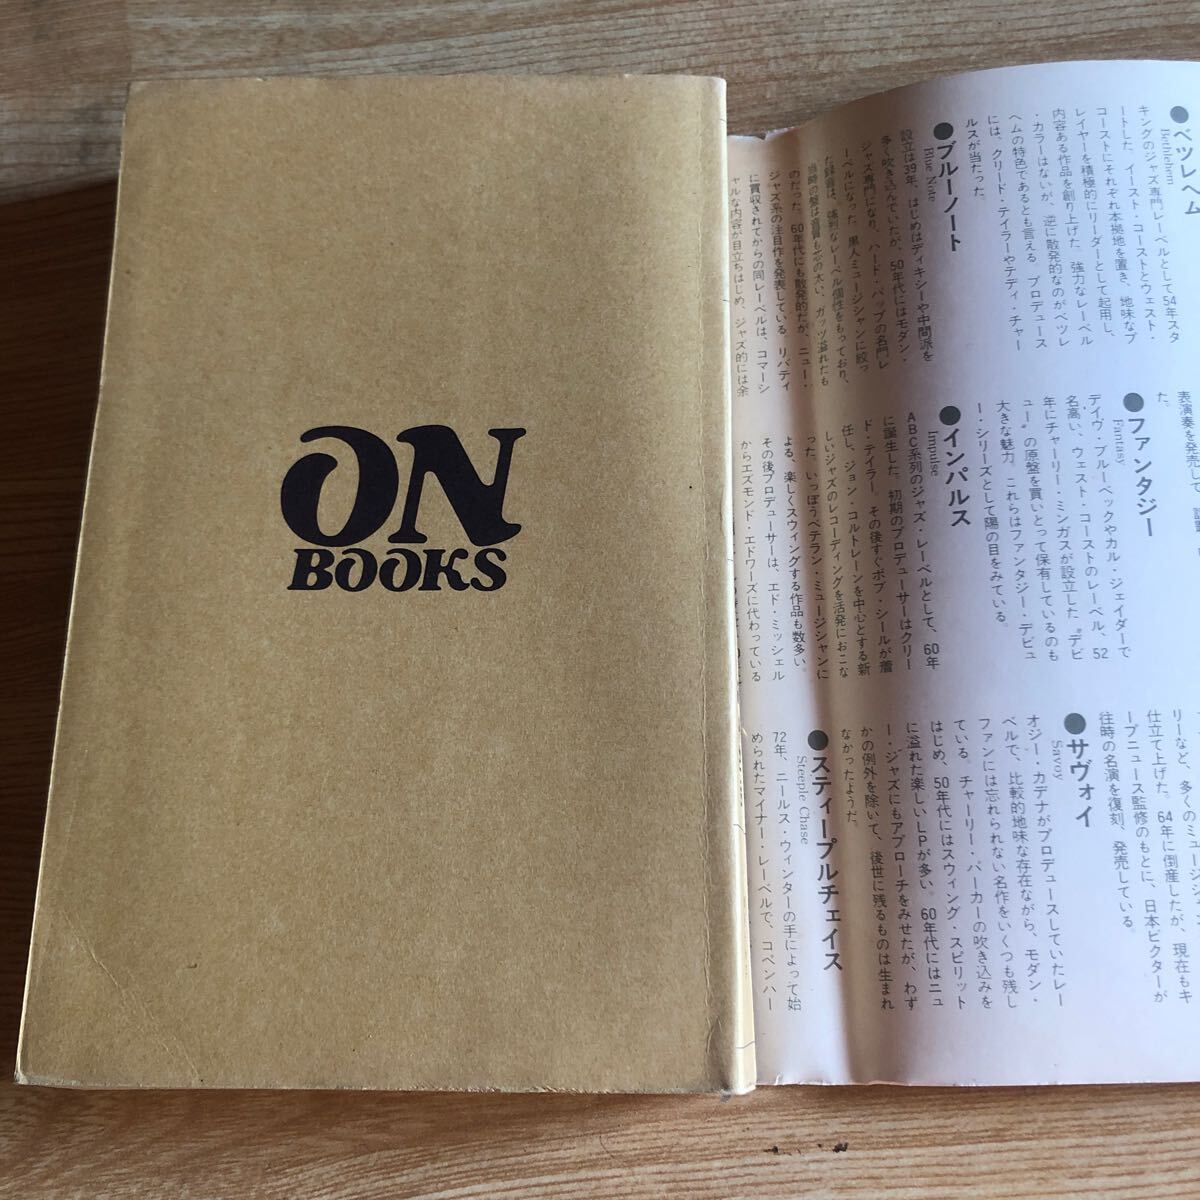 ON
BOOKS
●ベツレヘム
Bethlehem
キングのジャズ専門レーベルとして54年スタ
ートした。イースト・コーストとウェスト・
コーストにそれぞれ本拠地を置き、地味なプ
レイヤーを積極的にリーダーとして起用し、
内容ある作品を創り上げた。強力なレーベル
・カラーはないが、逆に散発的なのがベツレ
ヘムの特色であるとも言える。プロデュース
には、クリード・テイラーやテディ・チャー
ルスが当たった。
●ブルーノート
Blue Note
設立は39年、はじめはディキシーや中間派を
多く吹き込んでいたが、50年代にはモダン・
ジャズ専門になり、ハード・バップの名門レ
ーベルになった。黒人ミュージシャンに絞っ
た録音は、強烈なレーベル個性をもっており、
当時の盤は音質も芯の太い、ガッツ溢れたも
のだった。60年代にも散発的だが、ニュー・
ジャズ系の注目作を発表している。リバティ
に買収されてからの同レーベルは、コマーシ
ャルな内容が目立ちはじめ、ジャズ的には余
表演奏を発売して
た。
●ファンタジー
Fantasy
デイヴ・ブルーベックやカル・ジェイダーで
名高い、ウェスト・コーストのレーベル、52
年にチャーリー・ミンガスが設立した〝デビ
ュー〟の原盤を買いとって保有しているのも
大きな魅力。これらはファンタジー・デビュ
ー・シリーズとして陽の目をみている。
●インパルス
Impulse
ABC系列のジャズ・レーベルとして、60年
に誕生した。初期のプロデューサーはクリー
ド・テイラー。その後すぐボブ・シールが着
任し、ジョン・コルトレーンを中心とする新
しいジャズのレコーディングを活発におこな
った。いっぽうベテラン・ミュージシャンに
よる、楽しくスウィングする作品も数多い。
その後プロデューサーは、エド・ミッシェル
からエズモンド・エドワーズに代わっている
リーなど、多くのミュージシ
仕立て上げた。64年に倒産したが、現在もキ
ープニュース監修のもとに、日本ビクターが
往時の名演を復刻、発売している。
●サヴォイ
Savoy
オジー・カデナがプロデュースしていたレー
ベルで、比較的地味な存在ながら、モダン・
ファンには忘れられない名作をいくつも残し
ている。チャーリー・パーカーの吹き込みを
はじめ、50年代にはスウィング・スピリット
に溢れた楽しいLPが多い。60年代にはニュ
ー・ジャズにもアプローチをみせたが、わず
かの例外を除いて、後世に残るものは生まれ
なかったようだ。
●スティープルチェイス
Steeple Chase
72年、ニールス・ウィンターの手によって始
められたマイナー・レーベルで、コペンハー